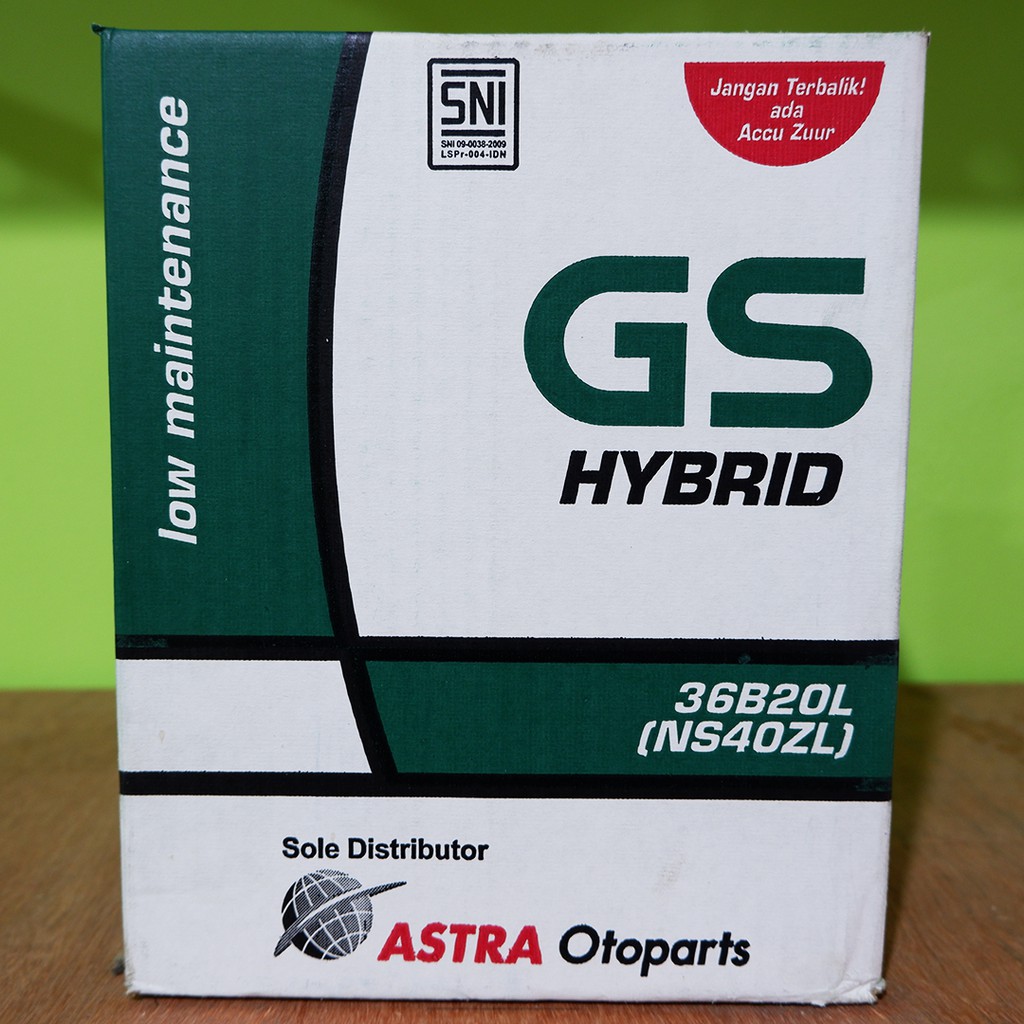 low maintenance
SNI
SNI 09-0038-2009
LSPr-004-IDN
Jangan Terbalik!
ada
Accu Zuur
GS
HYBRID
36B20L
(NS40ZL)
Sole Distributor
ASTRA Otoparts